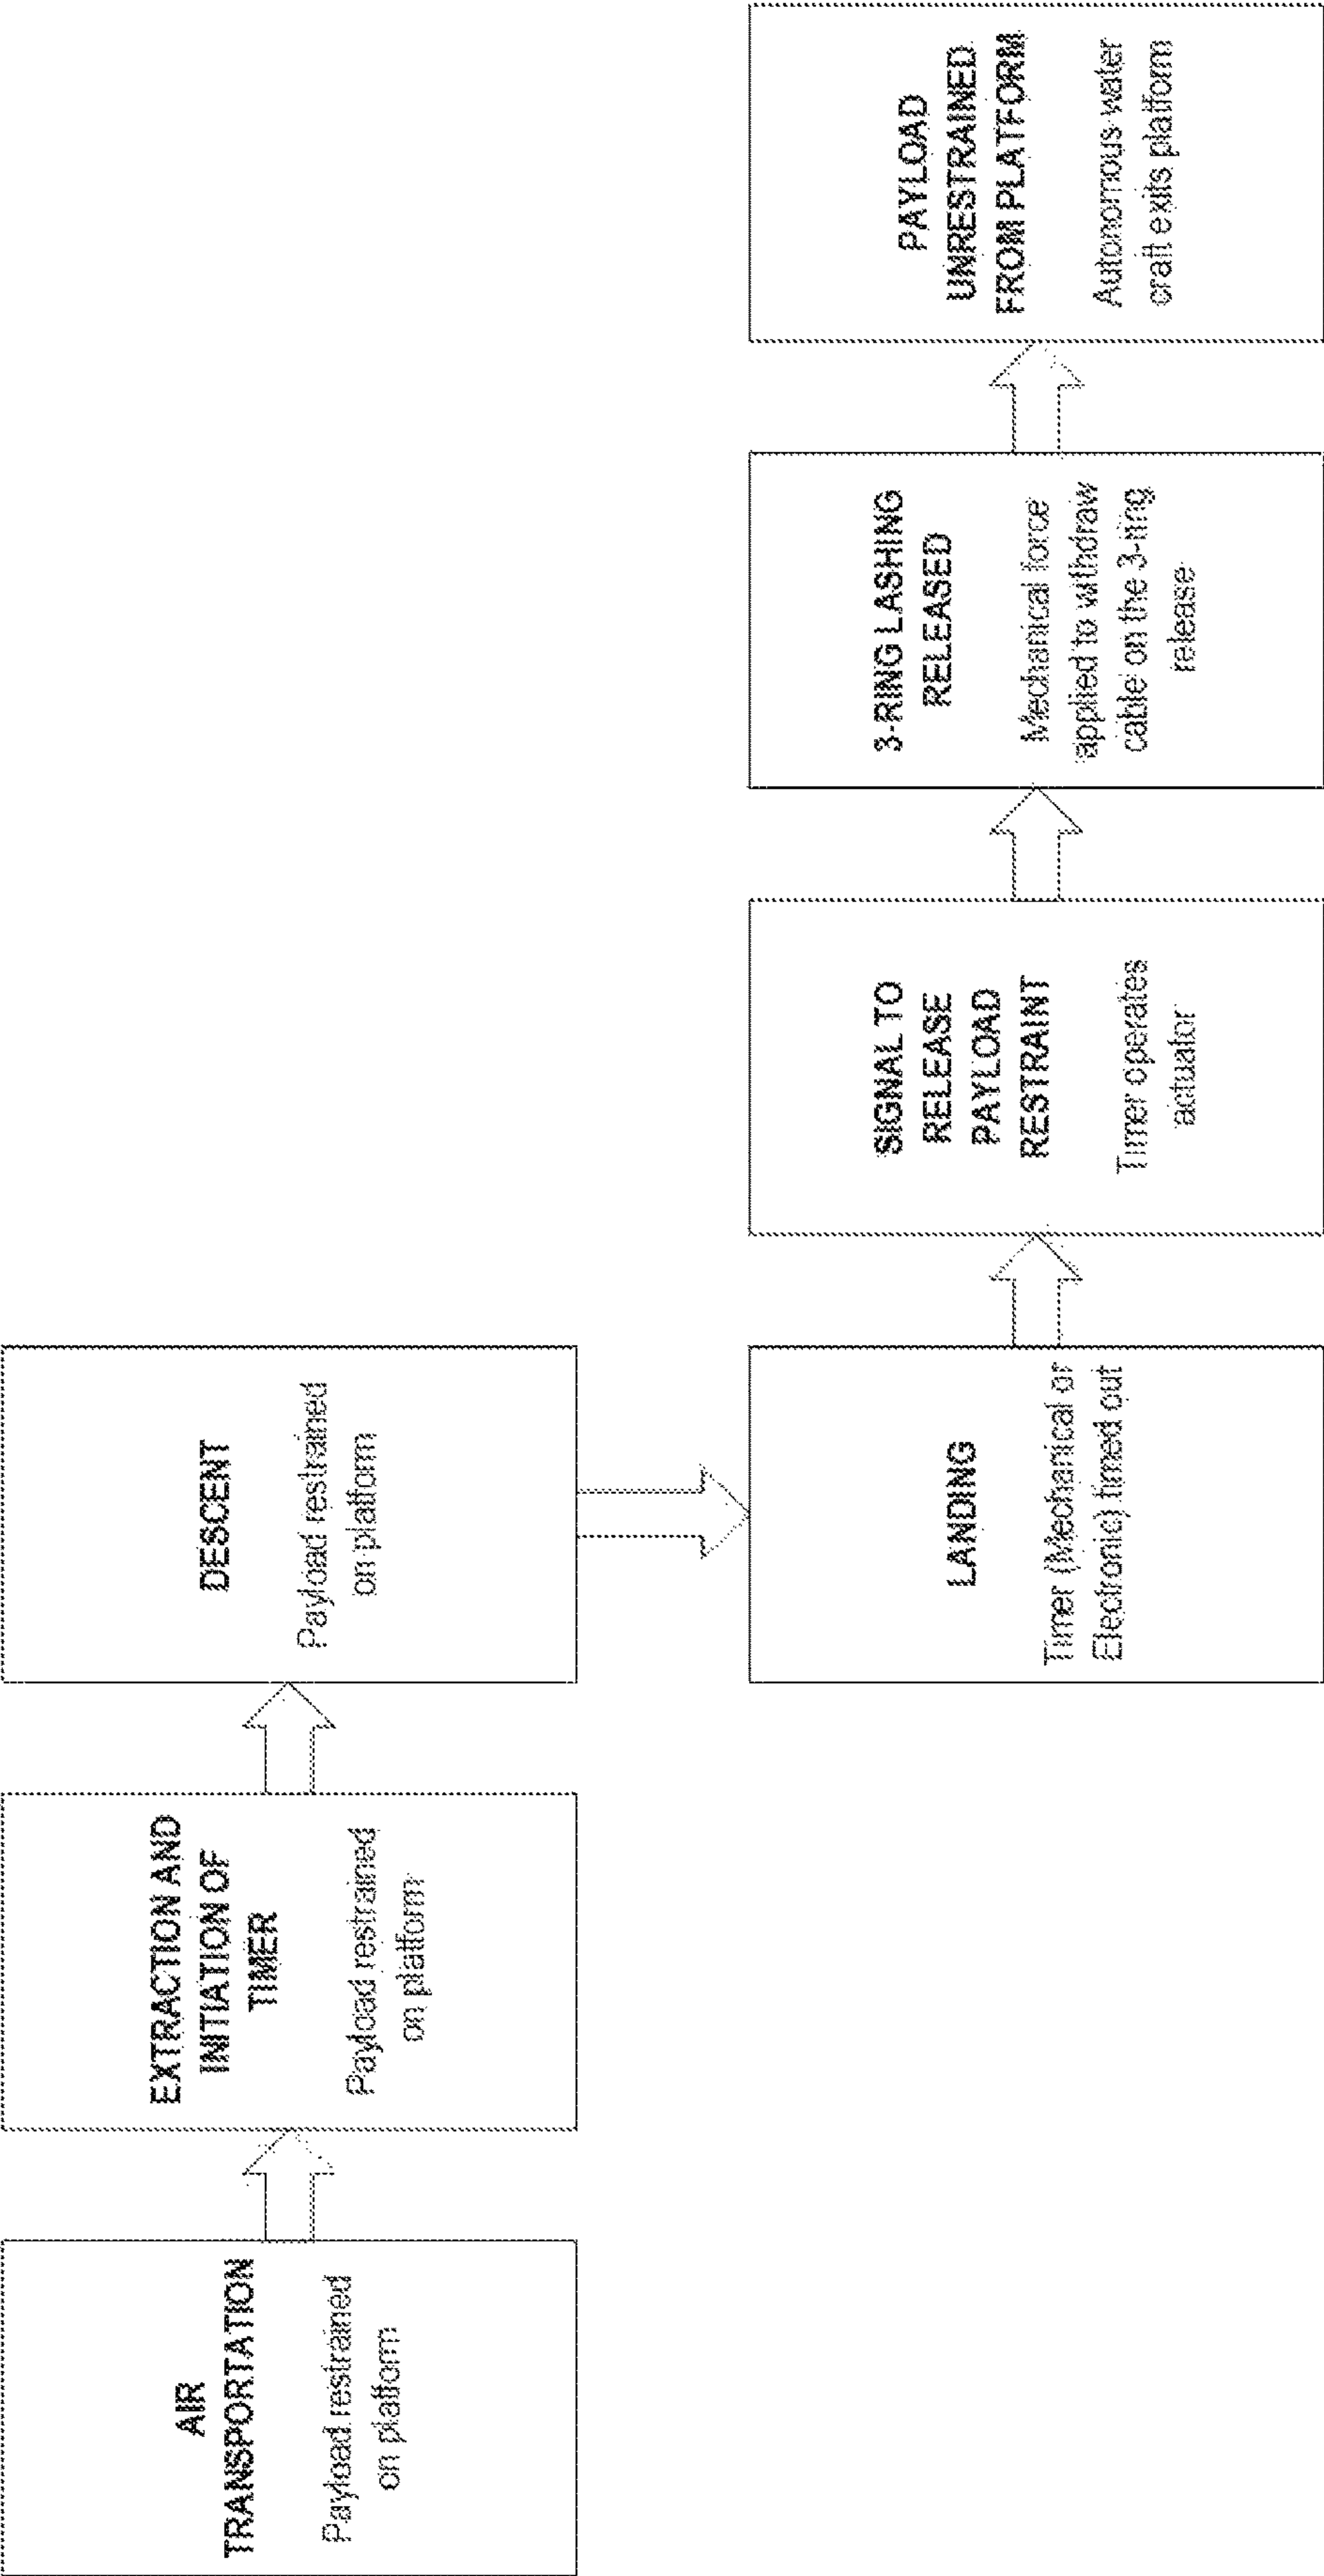 AIR
TRANSPORTATION
Payload restrained
on platform
EXTRACTION AND
INITIATION OF
TIMER
Payload restrained
on platform
DESCENT
Payload restrained
on platform
LANDING
Timer (Mechanical or
Electronic) timed out
SIGNAL TO
RELEASE
PAYLOAD
RESTRAINT
Timer operates
actuator
3-RING LASHING
RELEASED
Mechanical force
applied to withdraw
cable on the 3-ring
release
PAYLOAD
UNRESTRAINED
FROM PLATFORM
Autonomous water
craft exits platform